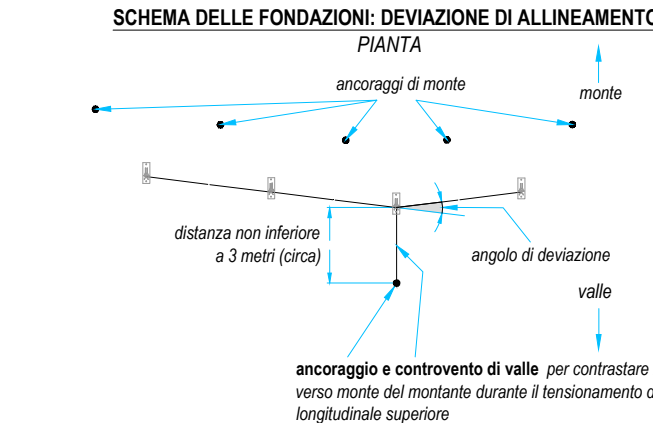 SCHEMA DELLE FONDAZIONI: DEVIAZIONE DI ALLINEAMENTO
PIANTA
ancoraggi di monte
monte
distanza non inferiore
a 3 metri (circa)
angolo di deviazione
valle
ancoraggio e controvento di valle per contrastare
verso monte del montante durante il tensionamento
longitudinale superiore